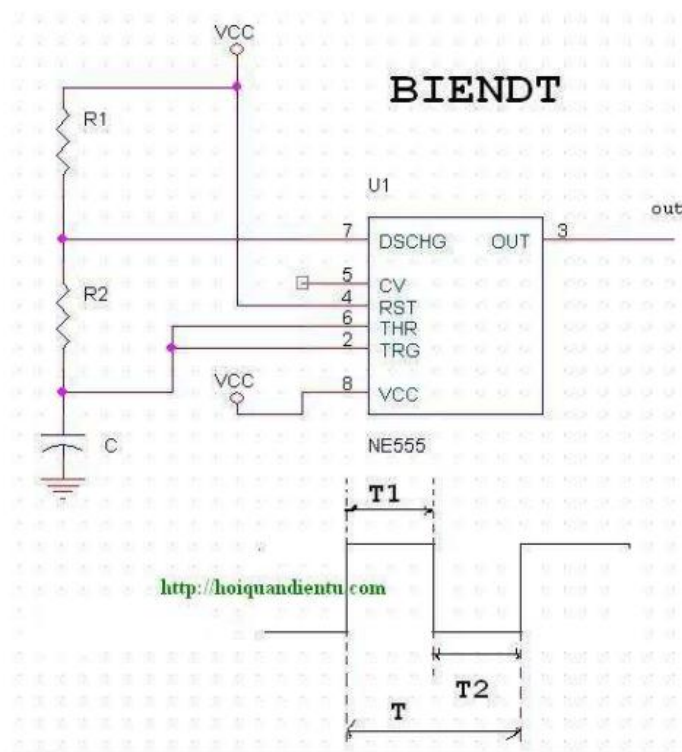 VCC
BIENDT
R1
U1
out
7 DSCHG OUT 3
5 CV
R2
4 RST
6 THR
2 TRG
VCC
8 VCC
C
NE555
T1
http://hoiquandientu.com
T2
T